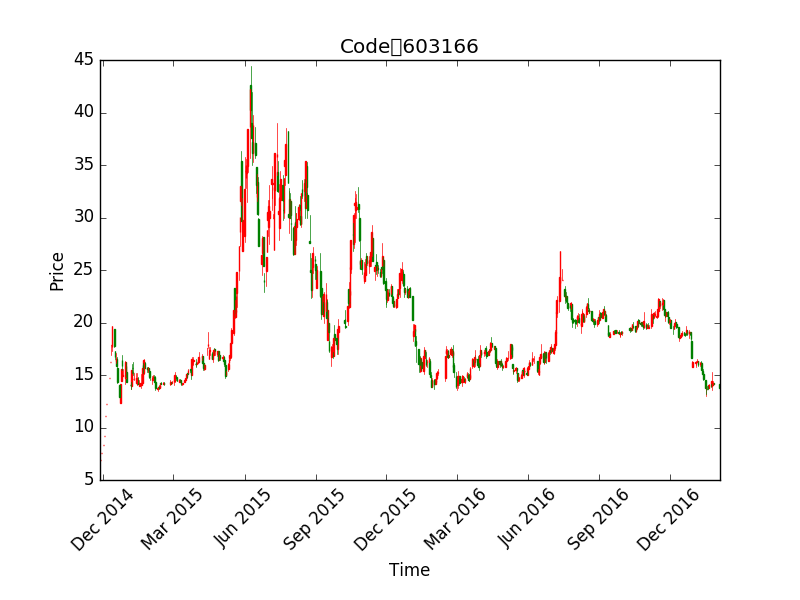 Code▯603166
45
40
35
30
25
20
15
10
5
Price
Dec 2014
Mar 2015
Jun 2015
Sep 2015
Dec 2015
Mar 2016
Jun 2016
Sep 2016
Dec 2016
Time